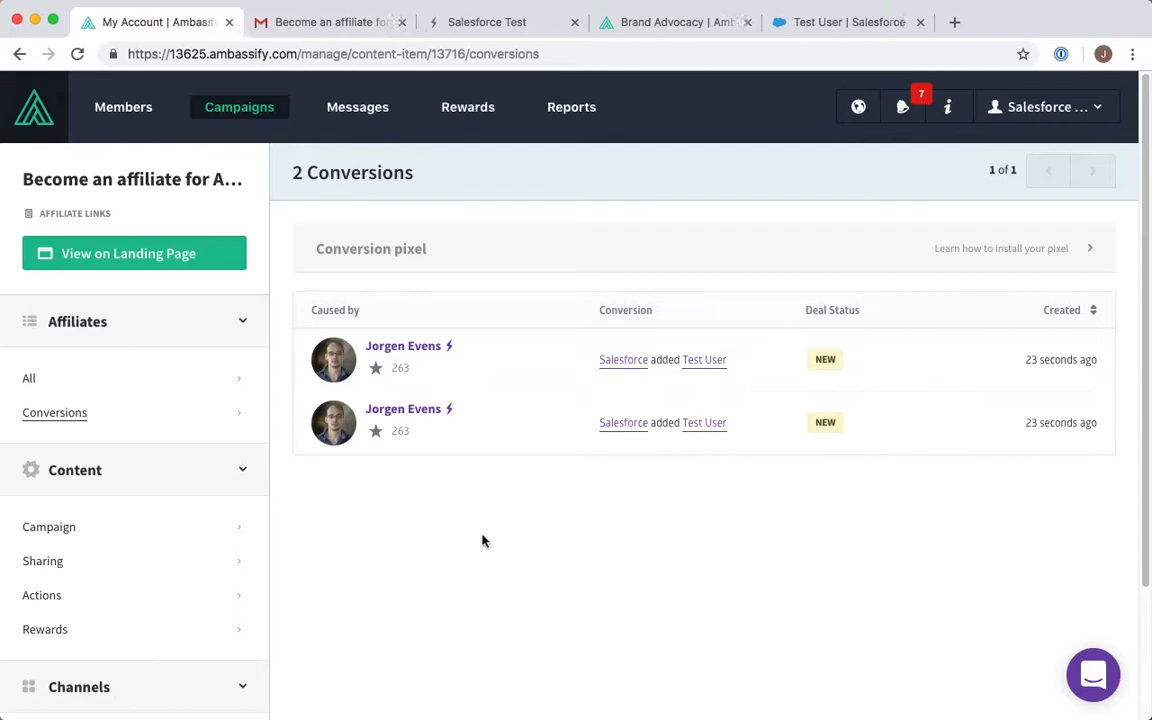 My Account | Ambassify
Become an affiliate for
Salesforce Test
Brand Advocacy | Amb
Test User | Salesforce
https://13625.ambassify.com/manage/content-item/13716/conversions
J
Members
Campaigns
Messages
Rewards
Reports
7
Salesforce ...
Become an affiliate for A...
AFFILIATE LINKS
View on Landing Page
Affiliates
All
Conversions
Content
Campaign
Sharing
Actions
Rewards
Channels
2 Conversions
1 of 1
Conversion pixel
Learn how to install your pixel
Caused by Conversion Deal Status Created
Jorgen Evens
263
Salesforce added Test User
NEW
23 seconds ago
Jorgen Evens
263
Salesforce added Test User
NEW
23 seconds ago